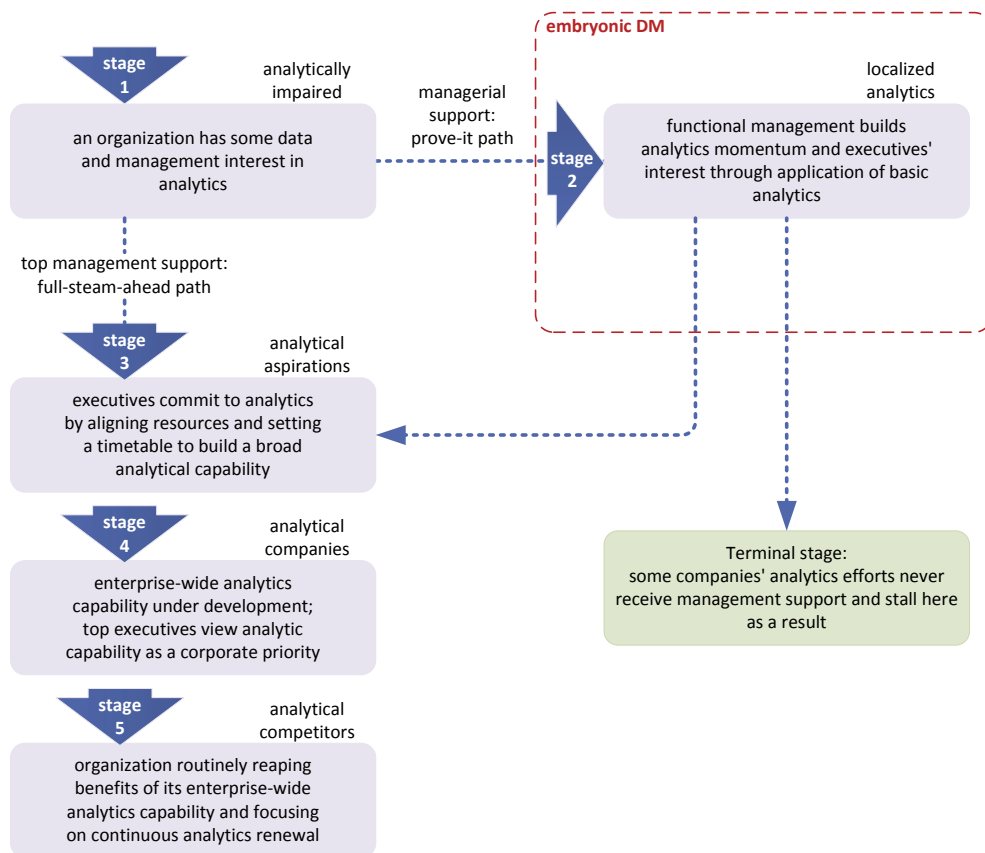 stage
1
analytically
impaired
an organization has some data
and management interest in
analytics
managerial
support:
prove-it path
embryonic DM
localized
analytics
stage
2
functional management builds
analytics momentum and executives'
interest through application of basic
analytics
top management support:
full-steam-ahead path
stage
3
analytical
aspirations
executives commit to analytics
by aligning resources and setting
a timetable to build a broad
analytical capability
stage
4
analytical
companies
enterprise-wide analytics
capability under development;
top executives view analytic
capability as a corporate priority
Terminal stage:
some companies' analytics efforts never
receive management support and stall here
as a result
stage
5
analytical
competitors
organization routinely reaping
benefits of its enterprise-wide
analytics capability and focusing
on continuous analytics renewal